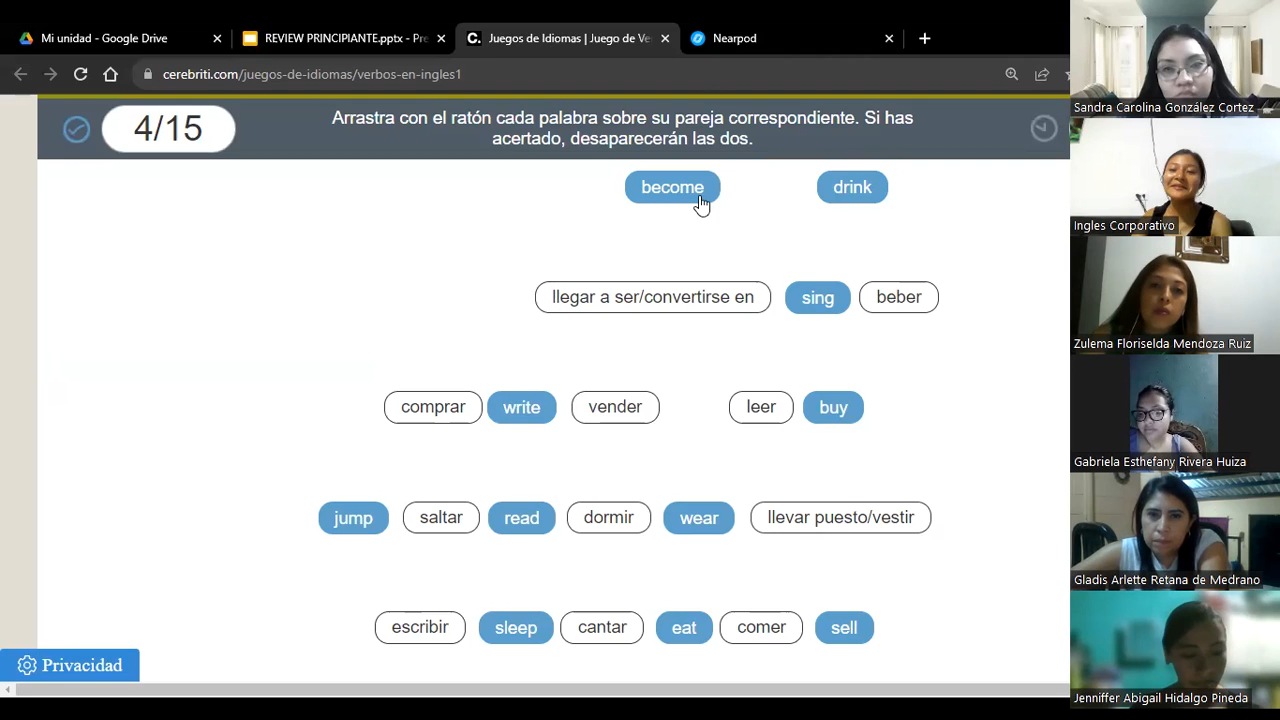 Mi unidad - Google Drive
REVIEW PRINCIPIANTE.pptx - Pre
Juegos de Idiomas | Juego de Ve
Nearpod
cerebriti.com/juegos-de-idiomas/verbos-en-ingles1
4/15
Arrastra con el ratón cada palabra sobre su pareja correspondiente. Si has
acertado, desaparecerán las dos.
become drink
llegar a ser/convertirse en sing beber
comprar write vender leer buy
jump saltar read dormir wear llevar puesto/vestir
escribir sleep cantar eat comer sell
Privacidad
Sandra Carolina González Cortez
Ingles Corporativo
Zulema Floriselda Mendoza Ruiz
Gabriela Esthefany Rivera Huiza
Gladis Arlette Retana de Medrano
Jenniffer Abigail Hidalgo Pineda